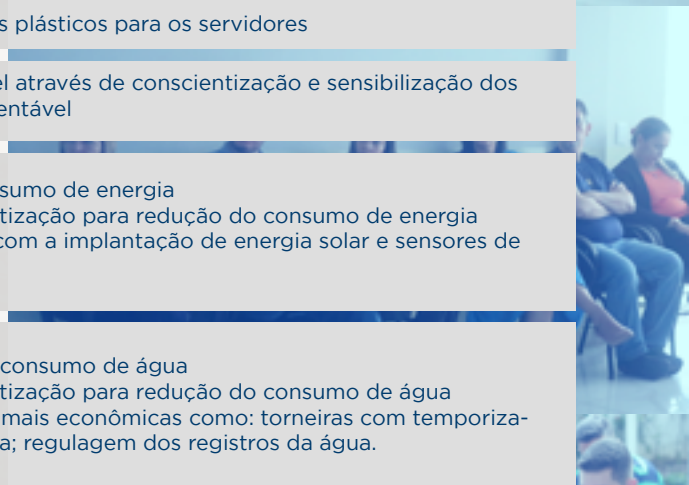 s plásticos para os servidores
el através de conscientização e sensibilização dos
entável
sumo de energia
tização para redução do consumo de energia
com a implantação de energia solar e sensores de
consumo de água
tização para redução do consumo de água
mais econômicas como: torneiras com temporiza-
a; regulagem dos registros da água.